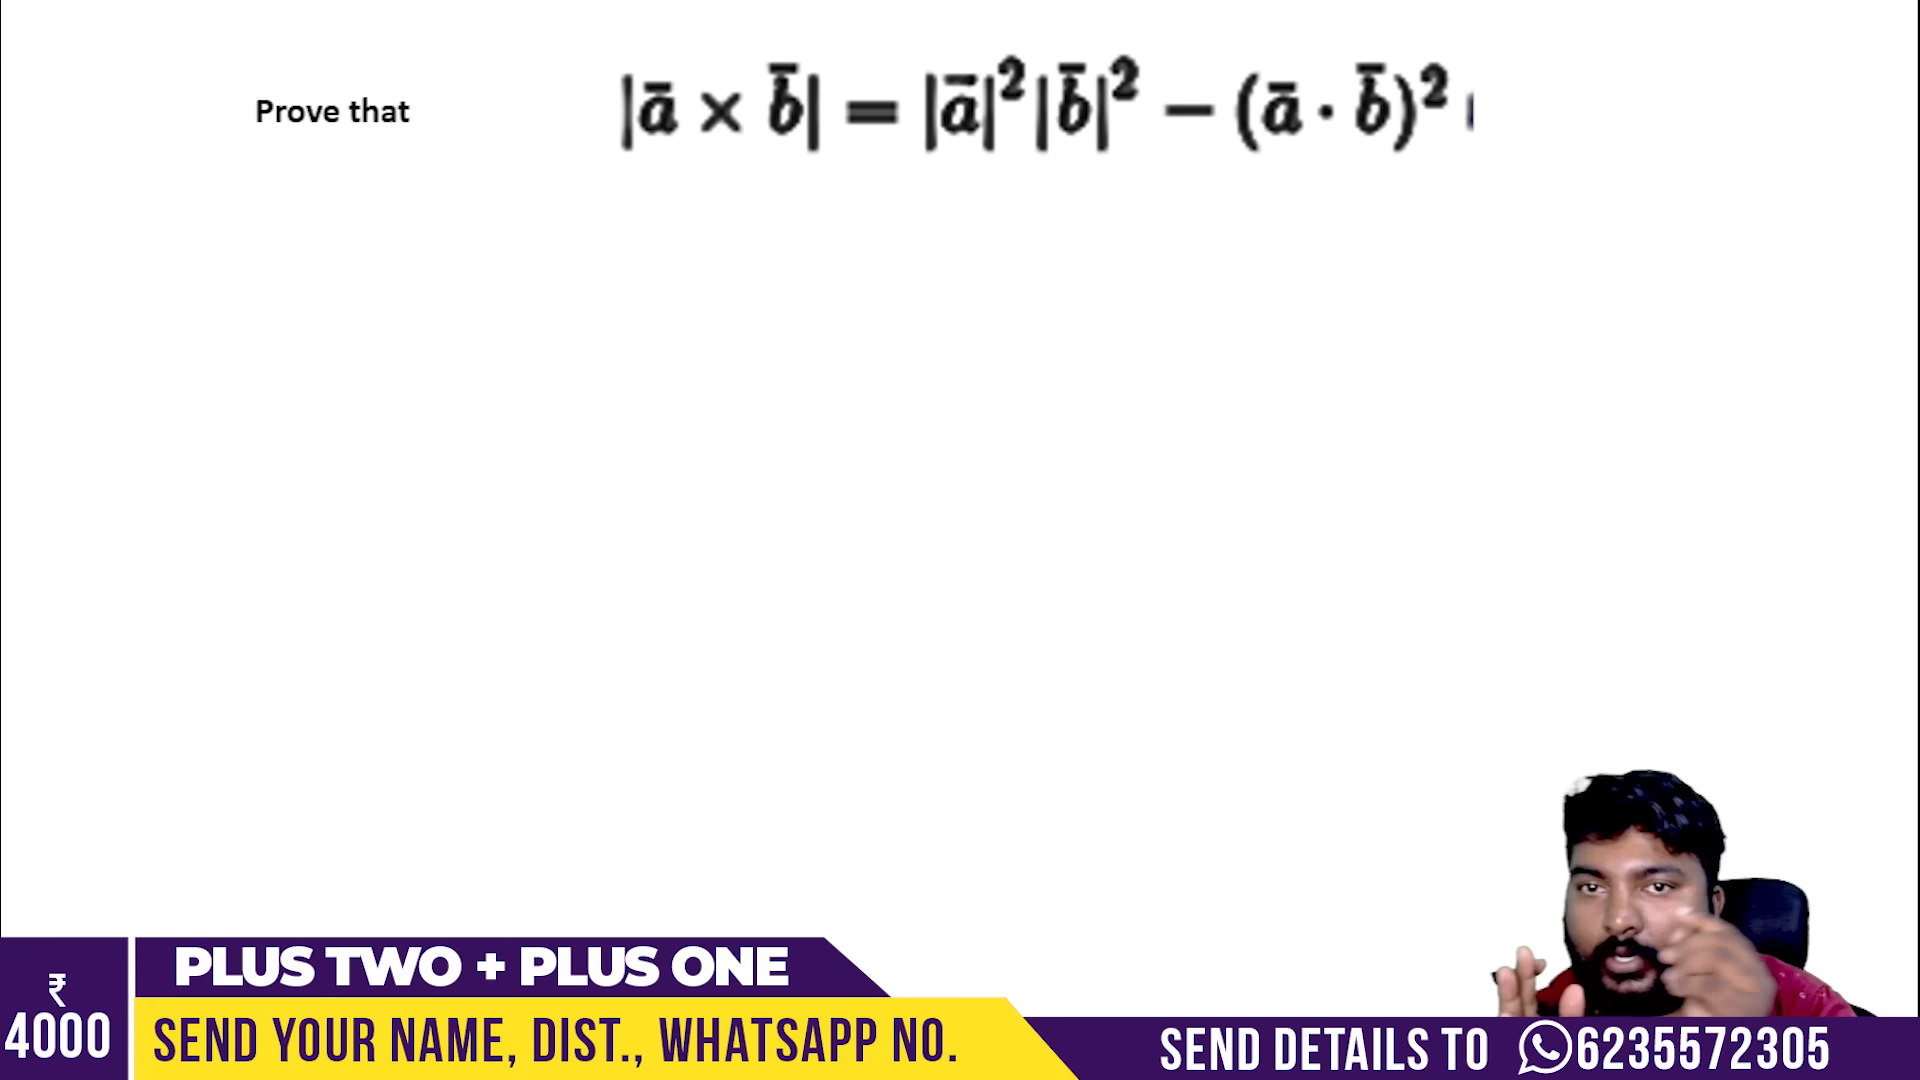 Prove that |ā × b̄| = |ā|²|b̄|² − (ā · b̄)²
₹
4000
PLUS TWO + PLUS ONE
SEND YOUR NAME, DIST., WHATSAPP NO.
SEND DETAILS TO 6235572305